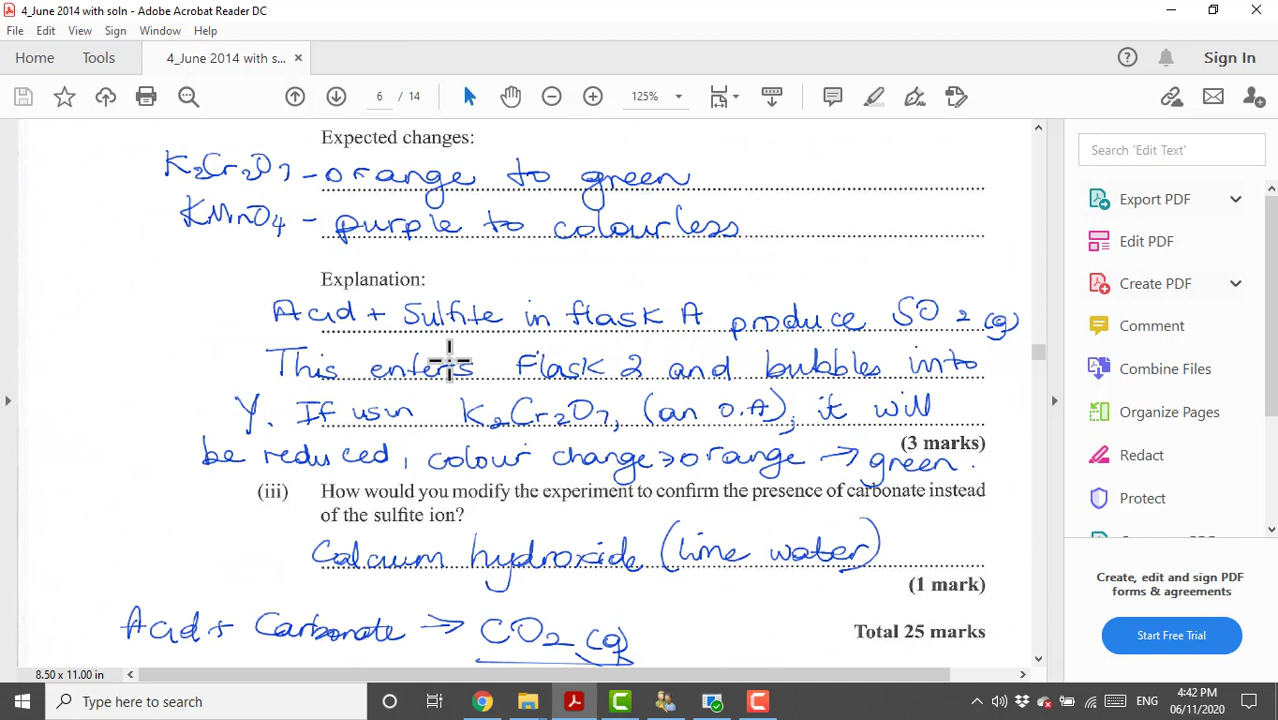 4_June 2014 with soln - Adobe Acrobat Reader DC
File Edit View Sign Window Help
Home Tools 4_June 2014 with s... × Sign In
6 / 14 125%
Expected changes:
K₂Cr₂O7 - orange to green
KMnO4 - purple to colourless
Explanation:
Acid + Sulfite in flask A produce SO₂(g)
This enters Flask 2 and bubbles into
Y. If usin K₂Cr₂O7, (an O.A), it will
(3 marks)
be reduced, colour change > orange → green.
(iii) How would you modify the experiment to confirm the presence of carbonate instead
of the sulfite ion?
Calcium hydroxide (lime water)
(1 mark)
Acid + Carbonate → CO₂(g)
Total 25 marks
8.50 x 11.00 in
Search 'Edit Text'
Export PDF
Edit PDF
Create PDF
Comment
Combine Files
Organize Pages
Redact
Protect
Create, edit and sign PDF
forms & agreements
Start Free Trial
Type here to search
ENG
4:42 PM
06/11/2020